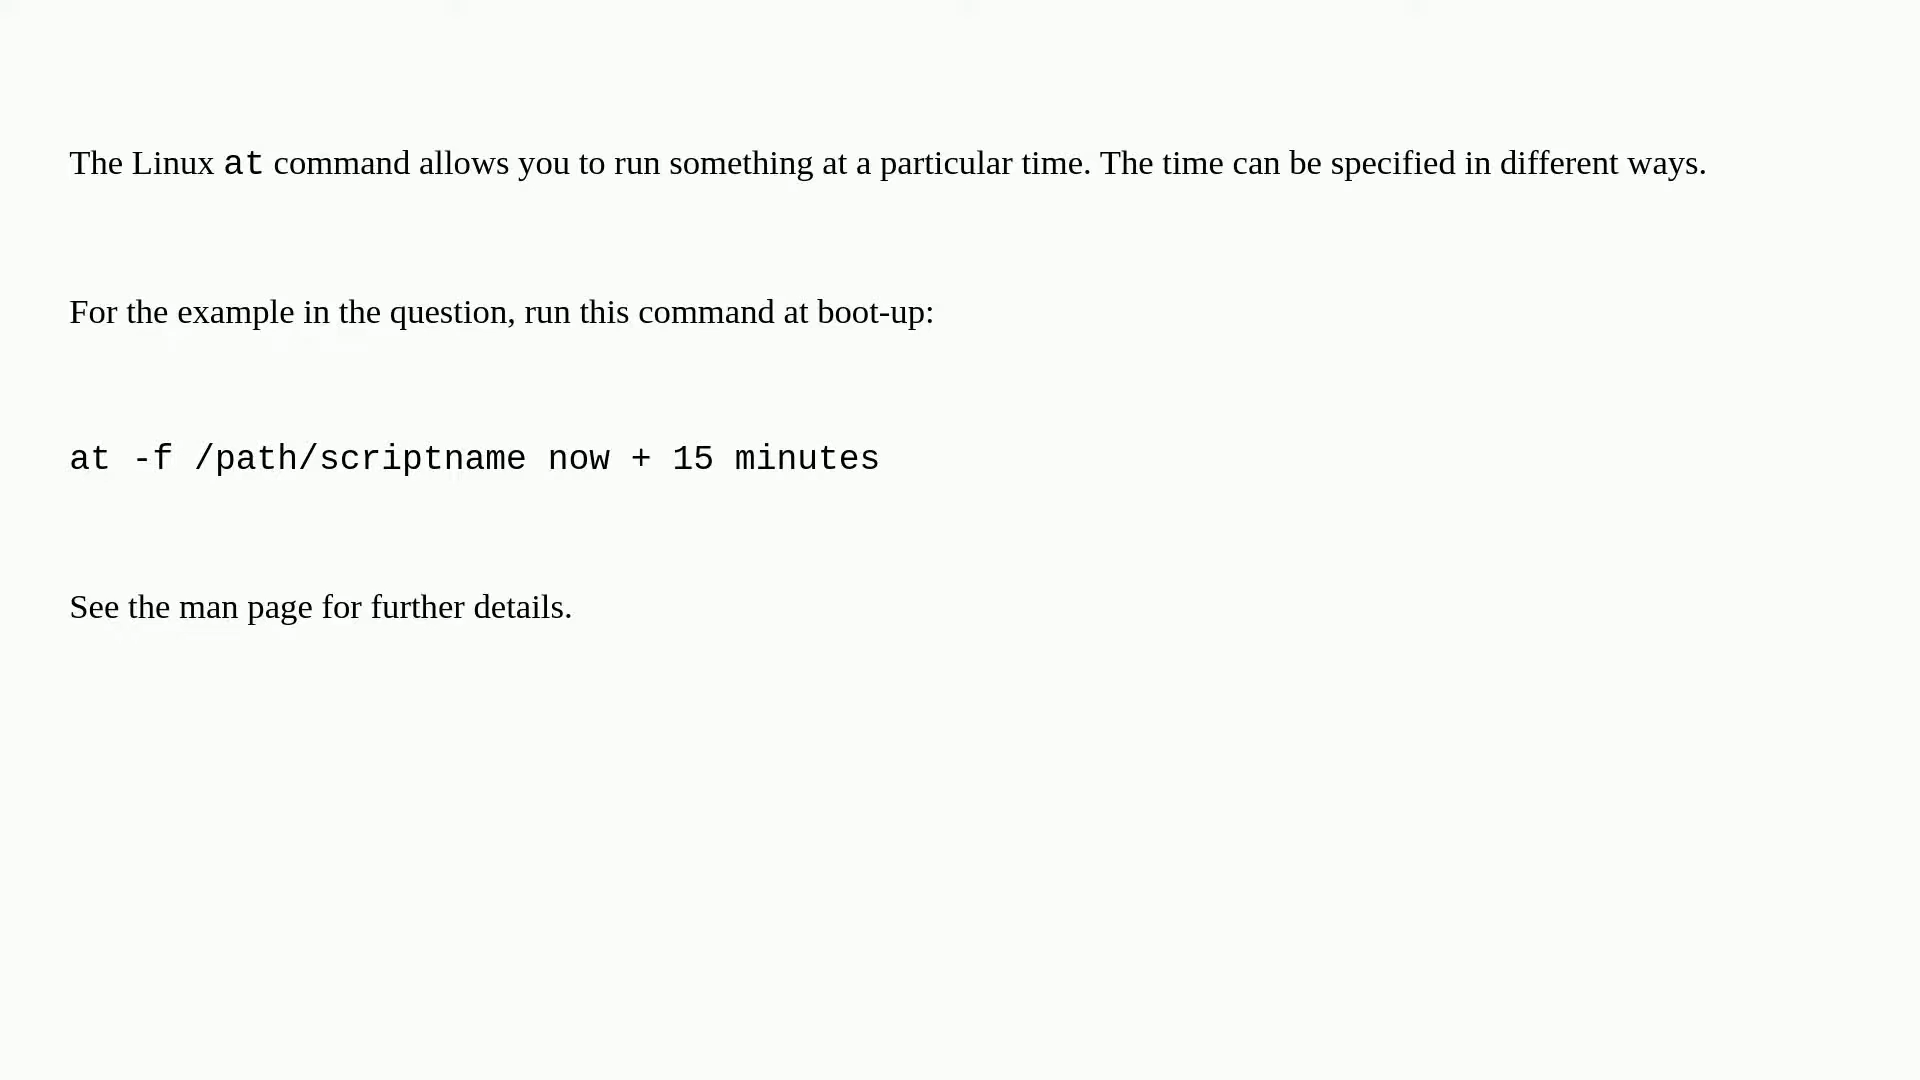 The Linux at command allows you to run something at a particular time. The time can be specified in different ways.
For the example in the question, run this command at boot-up:
at -f /path/scriptname now + 15 minutes
See the man page for further details.